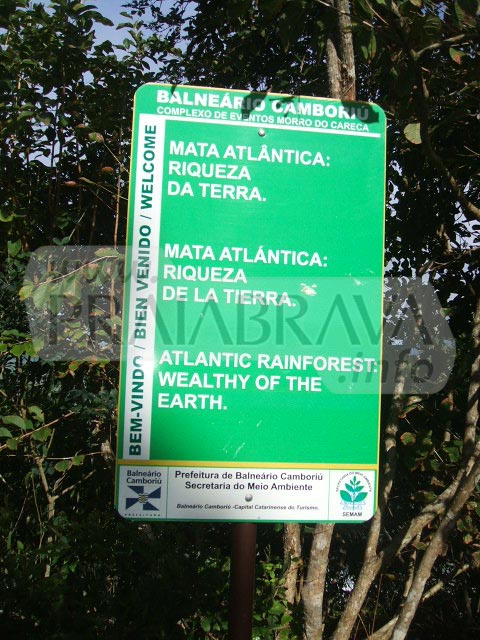 BALNEÁRIO CAMBORIÚ
COMPLEXO DE EVENTOS MORRO DO CARECA
BEM-VINDO / BIEN VENIDO / WELCOME
MATA ATLÂNTICA:
RIQUEZA
DA TERRA.
MATA ATLÁNTICA:
RIQUEZA
DE LA TIERRA.
ATLANTIC RAINFOREST:
WEALTHY OF THE
EARTH.
Balneário
Camboriú
PREFEITURA
Prefeitura de Balneário Camboriú
Secretaria do Meio Ambiente
Balneário Camboriú -Capital Catarinense do Turismo.
SEMAM
PRAIABRAVA
.info